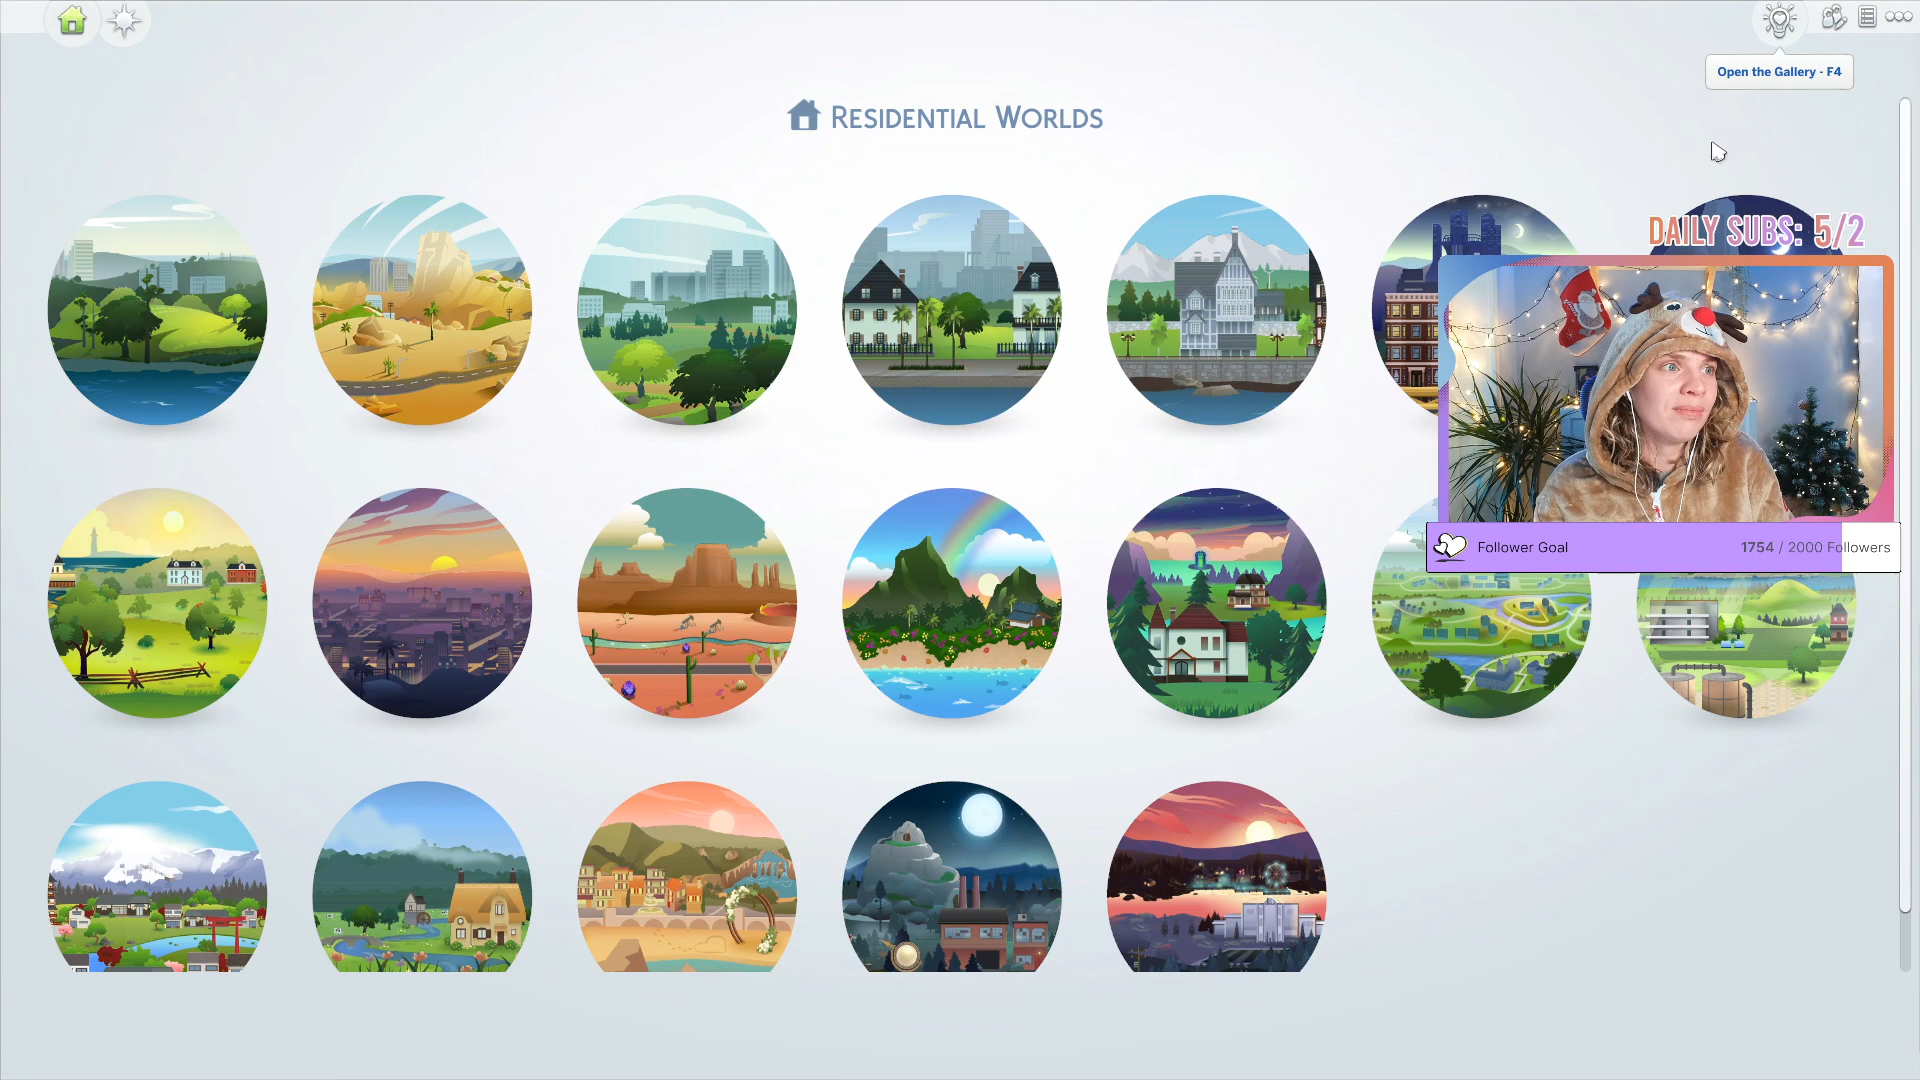 Open the Gallery - F4
RESIDENTIAL WORLDS
DAILY SUBS: 5/2
Follower Goal 1754 / 2000 Followers